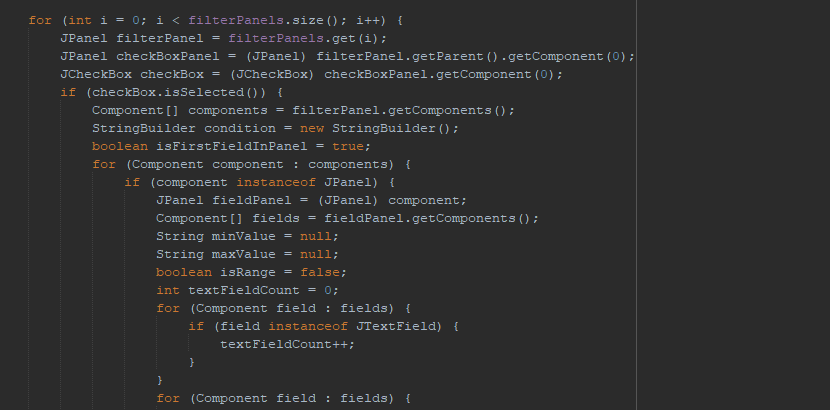 for (int i = 0; i < filterPanels.size(); i++) {
JPanel filterPanel = filterPanels.get(i);
JPanel checkBoxPanel = (JPanel) filterPanel.getParent().getComponent(0);
JCheckBox checkBox = (JCheckBox) checkBoxPanel.getComponent(0);
if (checkBox.isSelected()) {
Component[] components = filterPanel.getComponents();
StringBuilder condition = new StringBuilder();
boolean isFirstFieldInPanel = true;
for (Component component : components) {
if (component instanceof JPanel) {
JPanel fieldPanel = (JPanel) component;
Component[] fields = fieldPanel.getComponents();
String minValue = null;
String maxValue = null;
boolean isRange = false;
int textFieldCount = 0;
for (Component field : fields) {
if (field instanceof JTextField) {
textFieldCount++;
}
}
for (Component field : fields) {